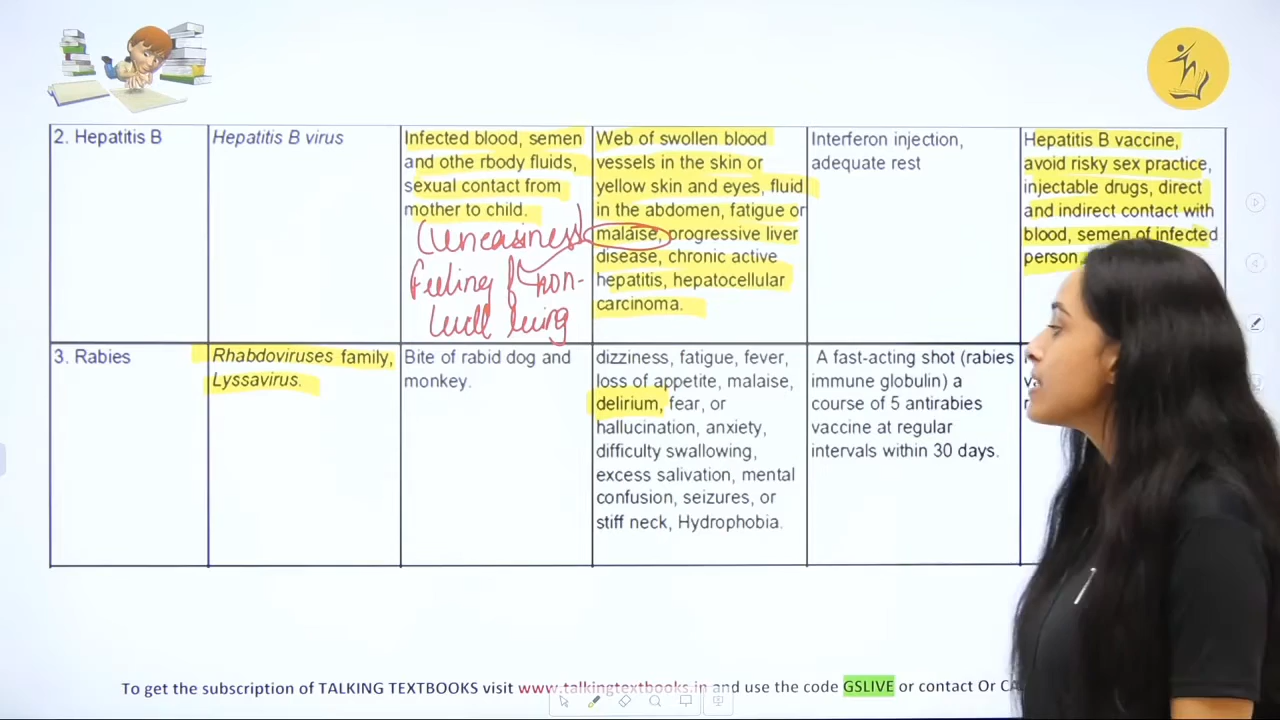 2. Hepatitis B
Hepatitis B virus
Infected blood, semen
and othe rbody fluids,
sexual contact from
mother to child.
(uneasiness)
feeling of non-
well being
Web of swollen blood
vessels in the skin or
yellow skin and eyes, fluid
in the abdomen, fatigue or
malaise, progressive liver
disease, chronic active
hepatitis, hepatocellular
carcinoma.
Interferon injection,
adequate rest
Hepatitis B vaccine,
avoid risky sex practice,
injectable drugs, direct
and indirect contact with
blood, semen of infected
person
3. Rabies
Rhabdoviruses family,
Lyssavirus.
Bite of rabid dog and
monkey.
dizziness, fatigue, fever,
loss of appetite, malaise,
delirium, fear, or
hallucination, anxiety,
difficulty swallowing,
excess salivation, mental
confusion, seizures, or
stiff neck, Hydrophobia.
A fast-acting shot (rabies
immune globulin) a
course of 5 antirabies
vaccine at regular
intervals within 30 days.
To get the subscription of TALKING TEXTBOOKS visit www.talkingtextbooks.in and use the code GSLIVE or contact Or